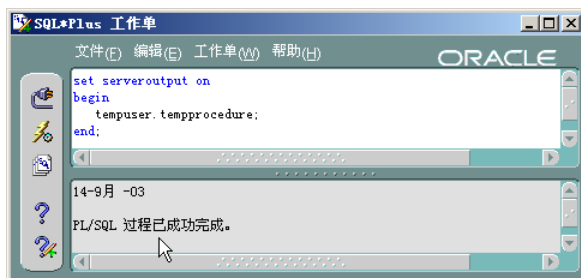 SQL*Plus 工作单
文件(F) 编辑(E) 工作单(W) 帮助(H)
ORACLE
set serveroutput on
begin
tempuser.tempprocedure;
end;
14-9月 -03
PL/SQL 过程已成功完成。